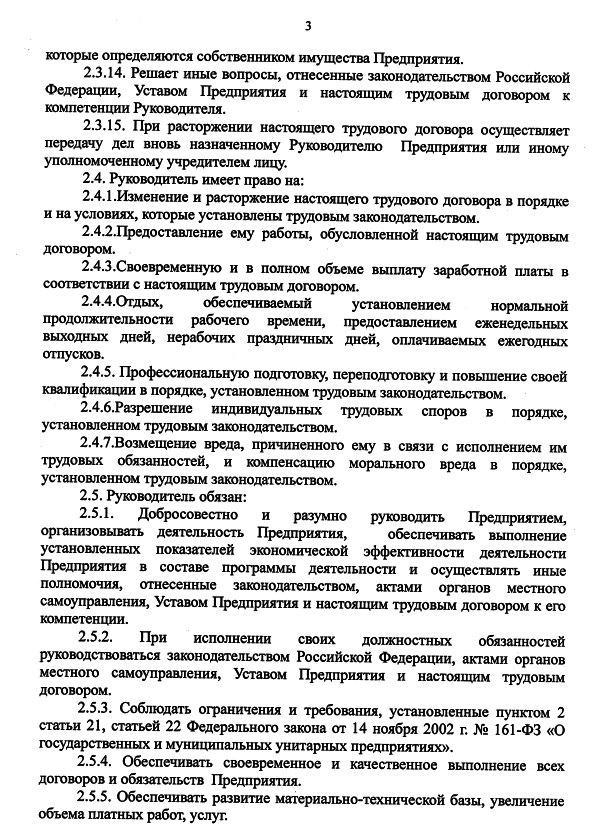 3
которые определяются собственником имущества Предприятия.
2.3.14. Решает иные вопросы, отнесенные законодательством Российской
Федерации, Уставом Предприятия и настоящим трудовым договором к
компетенции Руководителя.
2.3.15. При расторжении настоящего трудового договора осуществляет
передачу дел вновь назначенному Руководителю Предприятия или иному
уполномоченному учредителем лицу.
2.4. Руководитель имеет право на:
2.4.1.Изменение и расторжение настоящего трудового договора в порядке
и на условиях, которые установлены трудовым законодательством.
2.4.2.Предоставление ему работы, обусловленной настоящим трудовым
договором.
2.4.3.Своевременную и в полном объеме выплату заработной платы в
соответствии с настоящим трудовым договором.
2.4.4.Отдых, обеспечиваемый установлением нормальной
продолжительности рабочего времени, предоставлением еженедельных
выходных дней, нерабочих праздничных дней, оплачиваемых ежегодных
отпусков.
2.4.5. Профессиональную подготовку, переподготовку и повышение своей
квалификации в порядке, установленном трудовым законодательством.
2.4.6.Разрешение индивидуальных трудовых споров в порядке,
установленном трудовым законодательством.
2.4.7.Возмещение вреда, причиненного ему в связи с исполнением им
трудовых обязанностей, и компенсацию морального вреда в порядке,
установленном трудовым законодательством.
2.5. Руководитель обязан:
2.5.1. Добросовестно и разумно руководить Предприятием,
организовывать деятельность Предприятия, обеспечивать выполнение
установленных показателей экономической эффективности деятельности
Предприятия в составе программы деятельности и осуществлять иные
полномочия, отнесенные законодательством, актами органов местного
самоуправления, Уставом Предприятия и настоящим трудовым договором к его
компетенции.
2.5.2. При исполнении своих должностных обязанностей
руководствоваться законодательством Российской Федерации, актами органов
местного самоуправления, Уставом Предприятия и настоящим трудовым
договором.
2.5.3. Соблюдать ограничения и требования, установленные пунктом 2
статьи 21, статьей 22 Федерального закона от 14 ноября 2002 г. № 161-ФЗ «О
государственных и муниципальных унитарных предприятиях».
2.5.4. Обеспечивать своевременное и качественное выполнение всех
договоров и обязательств Предприятия.
2.5.5. Обеспечивать развитие материально-технической базы, увеличение
объема платных работ, услуг.